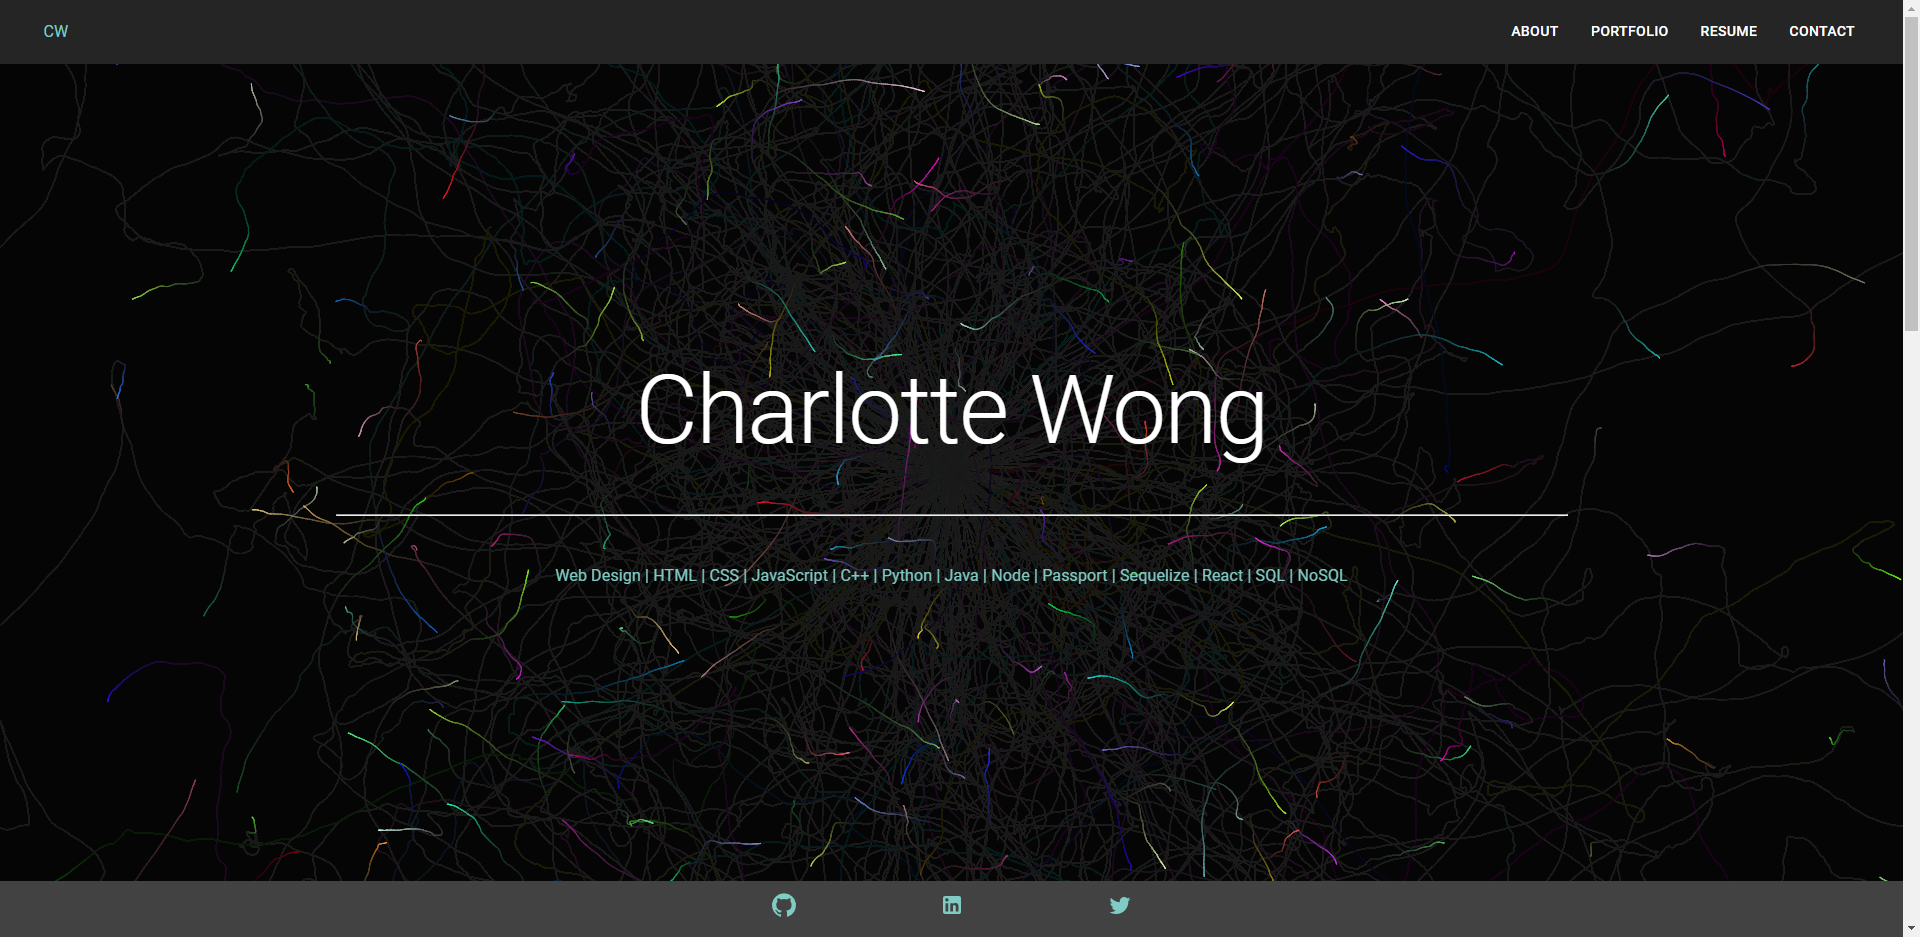 CW
ABOUT PORTFOLIO RESUME CONTACT
Charlotte Wong
Web Design | HTML | CSS | JavaScript | C++ | Python | Java | Node | Passport | Sequelize | React | SQL | NoSQL